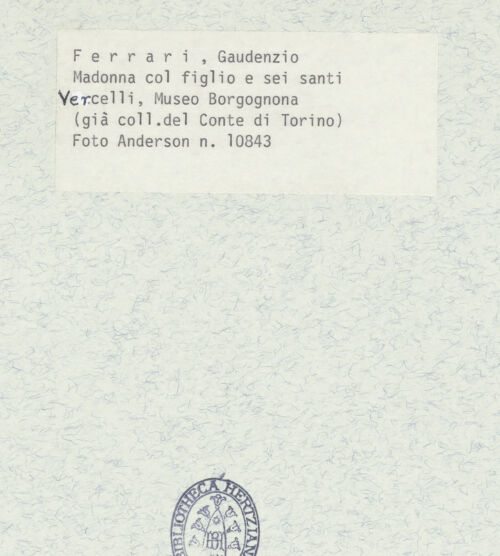 F e r r a r i , Gaudenzio
Madonna col figlio e sei santi
Vercelli, Museo Borgognona
(già coll.del Conte di Torino)
Foto Anderson n. 10843
BIBLIOTHECA HERTZIANA